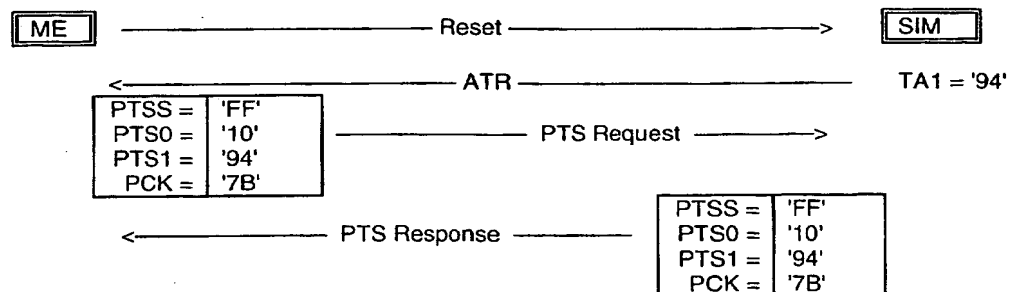 ME Reset SIM
ATR TA1 = '94'
PTSS = 'FF'
PTS0 = '10' PTS Request
PTS1 = '94'
PCK = '7B'
PTSS = 'FF'
PTS Response PTS0 = '10'
PTS1 = '94'
PCK = '7B'